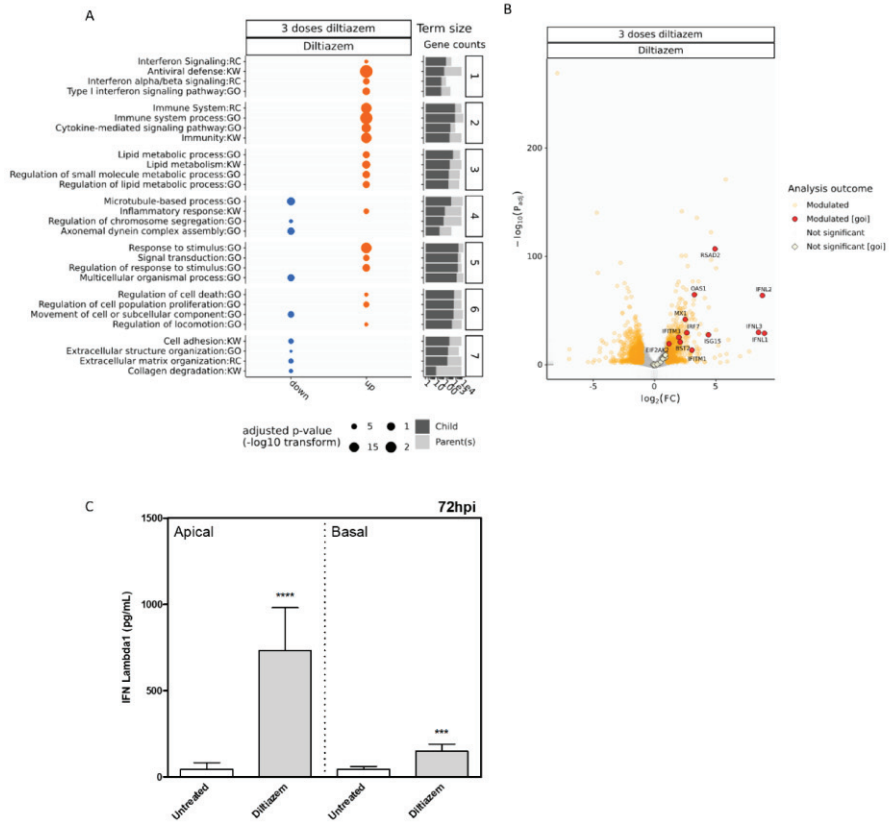 A
3 doses diltiazem
Diltiazem
Term size
Gene counts
Interferon Signaling:RC
Antiviral defense:KW
Interferon alpha/beta signaling:RC
Type I interferon signaling pathway:GO
1
Immune System:RC
Immune system process:GO
Cytokine-mediated signaling pathway:GO
Immunity:KW
2
Lipid metabolic process:GO
Lipid metabolism:KW
Regulation of small molecule metabolic process:GO
Regulation of lipid metabolic process:GO
3
Microtubule-based process:GO
Inflammatory response:KW
Regulation of chromosome segregation:GO
Axonemal dynein complex assembly:GO
4
Response to stimulus:GO
Signal transduction:GO
Regulation of response to stimulus:GO
Multicellular organismal process:GO
5
Regulation of cell death:GO
Regulation of cell population proliferation:GO
Movement of cell or subcellular component:GO
Regulation of locomotion:GO
6
Cell adhesion:KW
Extracellular structure organization:GO
Extracellular matrix organization:RC
Collagen degradation:KW
7
down
up
1
10
100
1e3
1e4
adjusted p-value
(-log10 transform)
5
1
15
2
Child
Parent(s)
B
3 doses diltiazem
Diltiazem
200
100
0
− log10(Padj)
RSAD2
OAS1
IFNL2
MX1
IFITM3
IRF7
ISG15
IFNL3
IFNL1
EIF2AK2
BST2
IFITM1
-5
0
5
log2(FC)
Analysis outcome
Modulated
Modulated [goi]
Not significant
Not significant [goi]
C
72hpi
Apical
Basal
1500
1000
500
0
IFN Lambda1 (pg/mL)
****
***
Untreated
Diltiazem
Untreated
Diltiazem